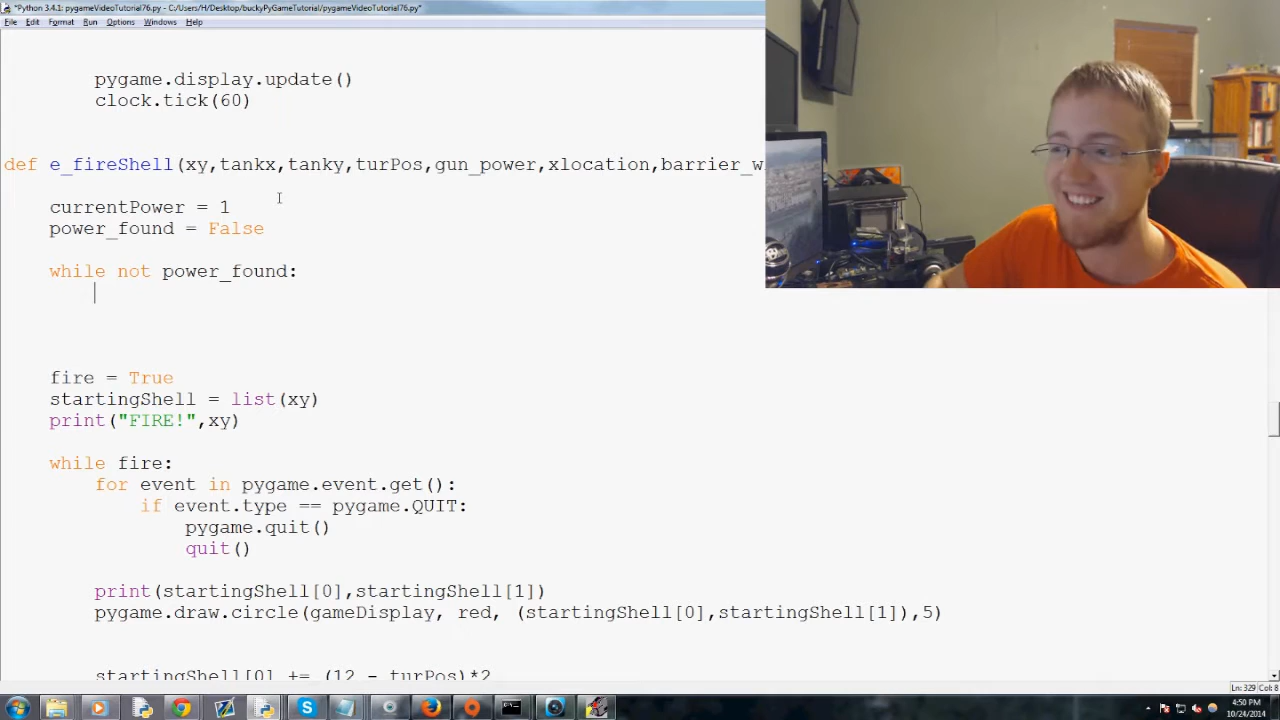 *Python 3.4.1: pygameVideoTutorial76.py - C:/Users/H/Desktop/buckyPyGameTutorial/pygameVideoTutorial76.py*
File Edit Format Run Options Windows Help
pygame.display.update()
clock.tick(60)
def e_fireShell(xy,tankx,tanky,turPos,gun_power,xlocation,barrier_w
currentPower = 1
power_found = False
while not power_found:
fire = True
startingShell = list(xy)
print("FIRE!",xy)
while fire:
for event in pygame.event.get():
if event.type == pygame.QUIT:
pygame.quit()
quit()
print(startingShell[0],startingShell[1])
pygame.draw.circle(gameDisplay, red, (startingShell[0],startingShell[1]),5)
startingShell[0] += (12 - turPos)*2
Ln: 329 Col: 8
4:50 PM
10/24/2014